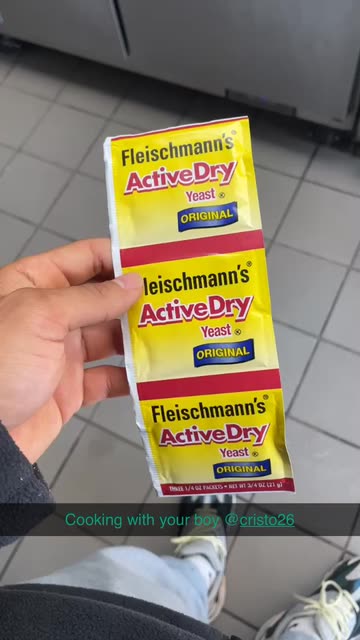 Fleischmann's®
ActiveDry
Yeast ®
ORIGINAL
leischmann's®
ActiveDry
Yeast ®
ORIGINAL
Fleischmann's®
ActiveDry
Yeast ®
ORIGINAL
THREE 1/4 OZ PACKETS • NET WT 3/4 OZ (21 g)
Cooking with your boy @cristo26